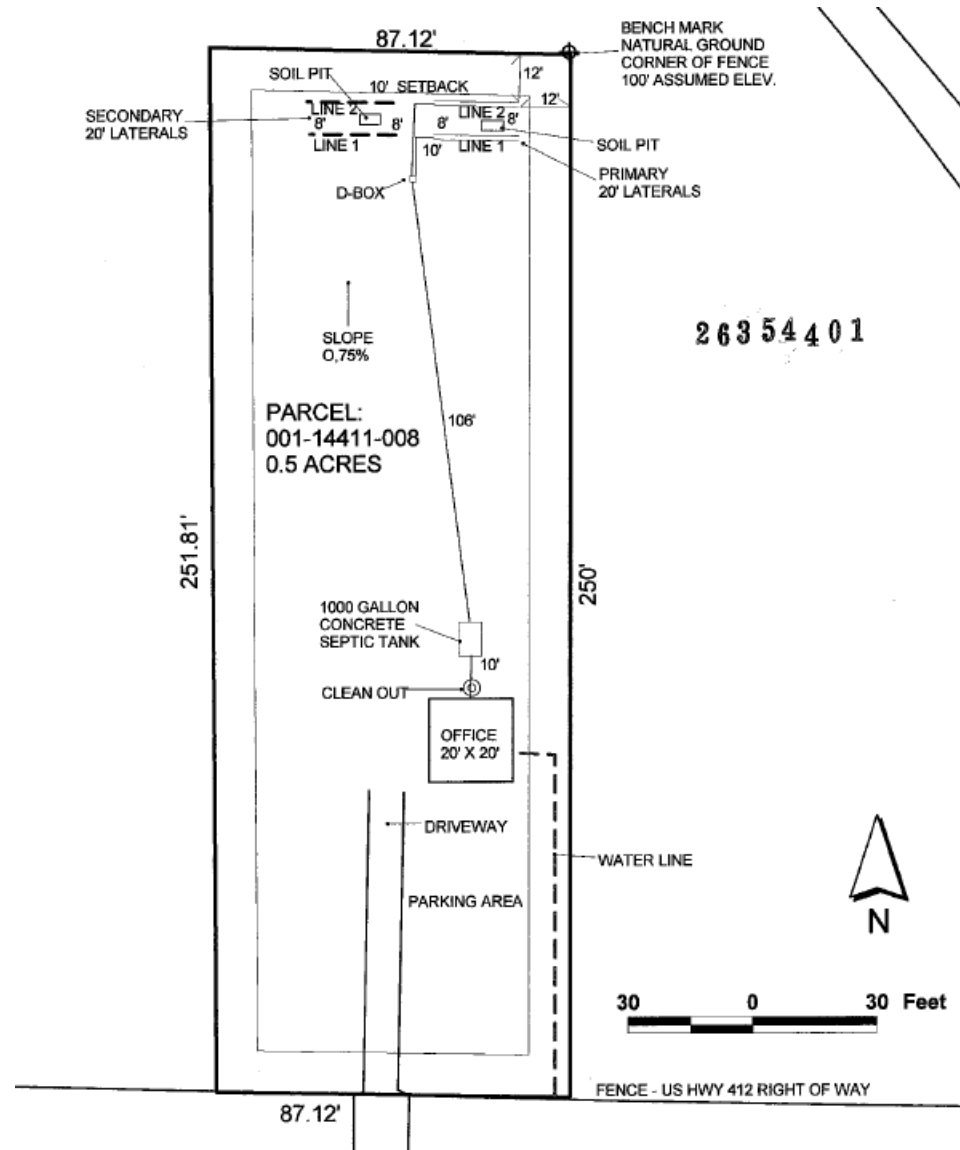 87.12'
BENCH MARK
NATURAL GROUND
CORNER OF FENCE
100' ASSUMED ELEV.
SOIL PIT
10' SETBACK
12'
12'
SECONDARY
20' LATERALS
LINE 2
8'
8'
LINE 1
LINE 2
8'
8'
LINE 1
10'
SOIL PIT
PRIMARY
20' LATERALS
D-BOX
26354401
SLOPE
0,75%
PARCEL:
001-14411-008
0.5 ACRES
106'
251.81'
250'
1000 GALLON
CONCRETE
SEPTIC TANK
10'
CLEAN OUT
OFFICE
20' X 20'
DRIVEWAY
WATER LINE
PARKING AREA
N
30 0 30 Feet
FENCE - US HWY 412 RIGHT OF WAY
87.12'